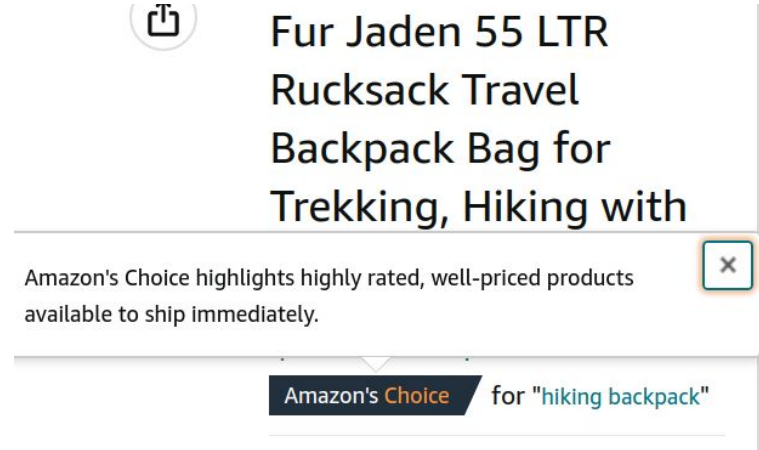 Fur Jaden 55 LTR
Rucksack Travel
Backpack Bag for
Trekking, Hiking with
Amazon's Choice highlights highly rated, well-priced products
available to ship immediately.
Amazon's Choice for "hiking backpack"